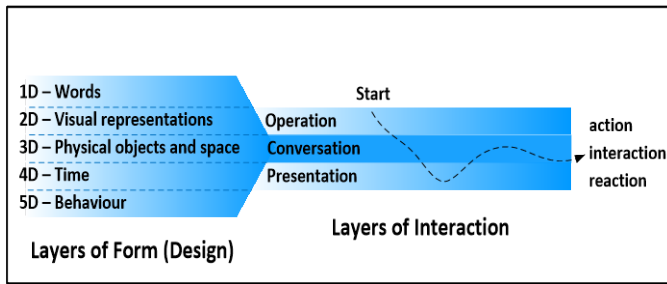 1D – Words
2D – Visual representations
3D – Physical objects and space
4D – Time
5D – Behaviour
Layers of Form (Design)
Start
Operation
Conversation
Presentation
action
interaction
reaction
Layers of Interaction